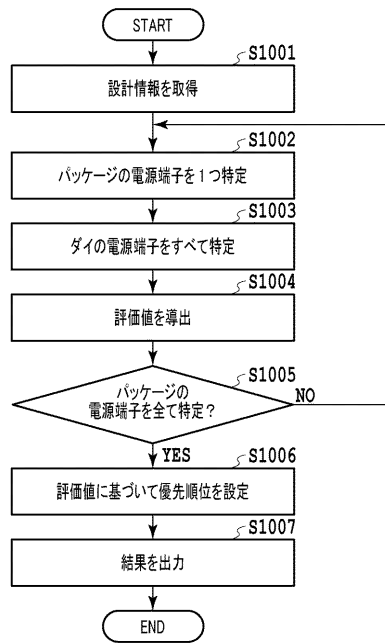 START
S1001
設計情報を取得
S1002
パッケージの電源端子を1つ特定
S1003
ダイの電源端子をすべて特定
S1004
評価値を導出
S1005
パッケージの
電源端子を全て特定？
NO
YES
S1006
評価値に基づいて優先順位を設定
S1007
結果を出力
END